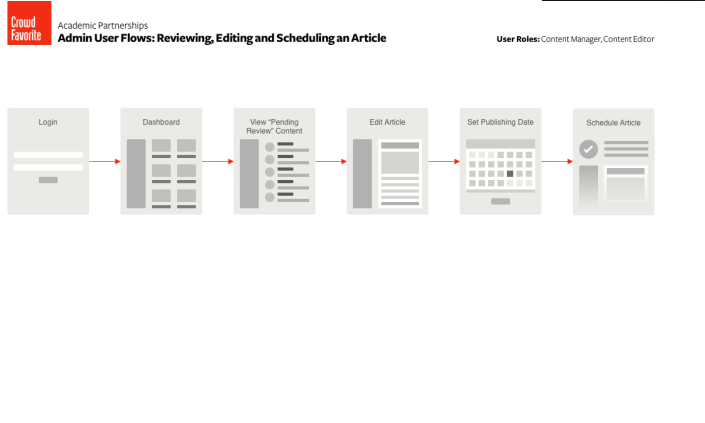 Crowd
Favorite
Academic Partnerships
Admin User Flows: Reviewing, Editing and Scheduling an Article
User Roles: Content Manager, Content Editor
Login
Dashboard
View "Pending
Review" Content
Edit Article
Set Publishing Date
Schedule Article